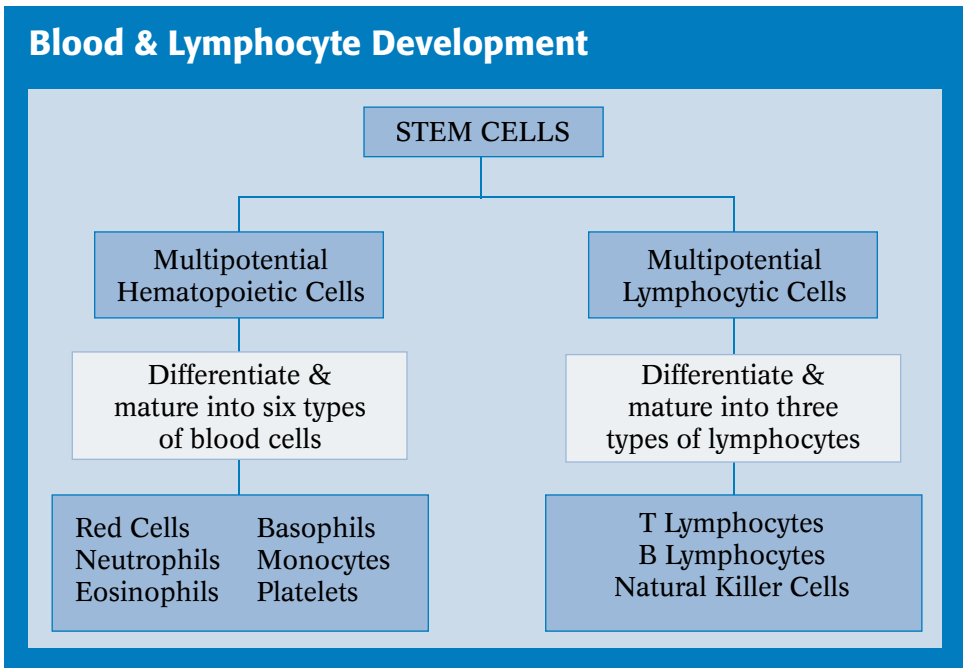 Blood & Lymphocyte Development
STEM CELLS
Multipotential
Hematopoietic Cells
Differentiate &
mature into six types
of blood cells
Red Cells
Neutrophils
Eosinophils
Basophils
Monocytes
Platelets
Multipotential
Lymphocytic Cells
Differentiate &
mature into three
types of lymphocytes
T Lymphocytes
B Lymphocytes
Natural Killer Cells